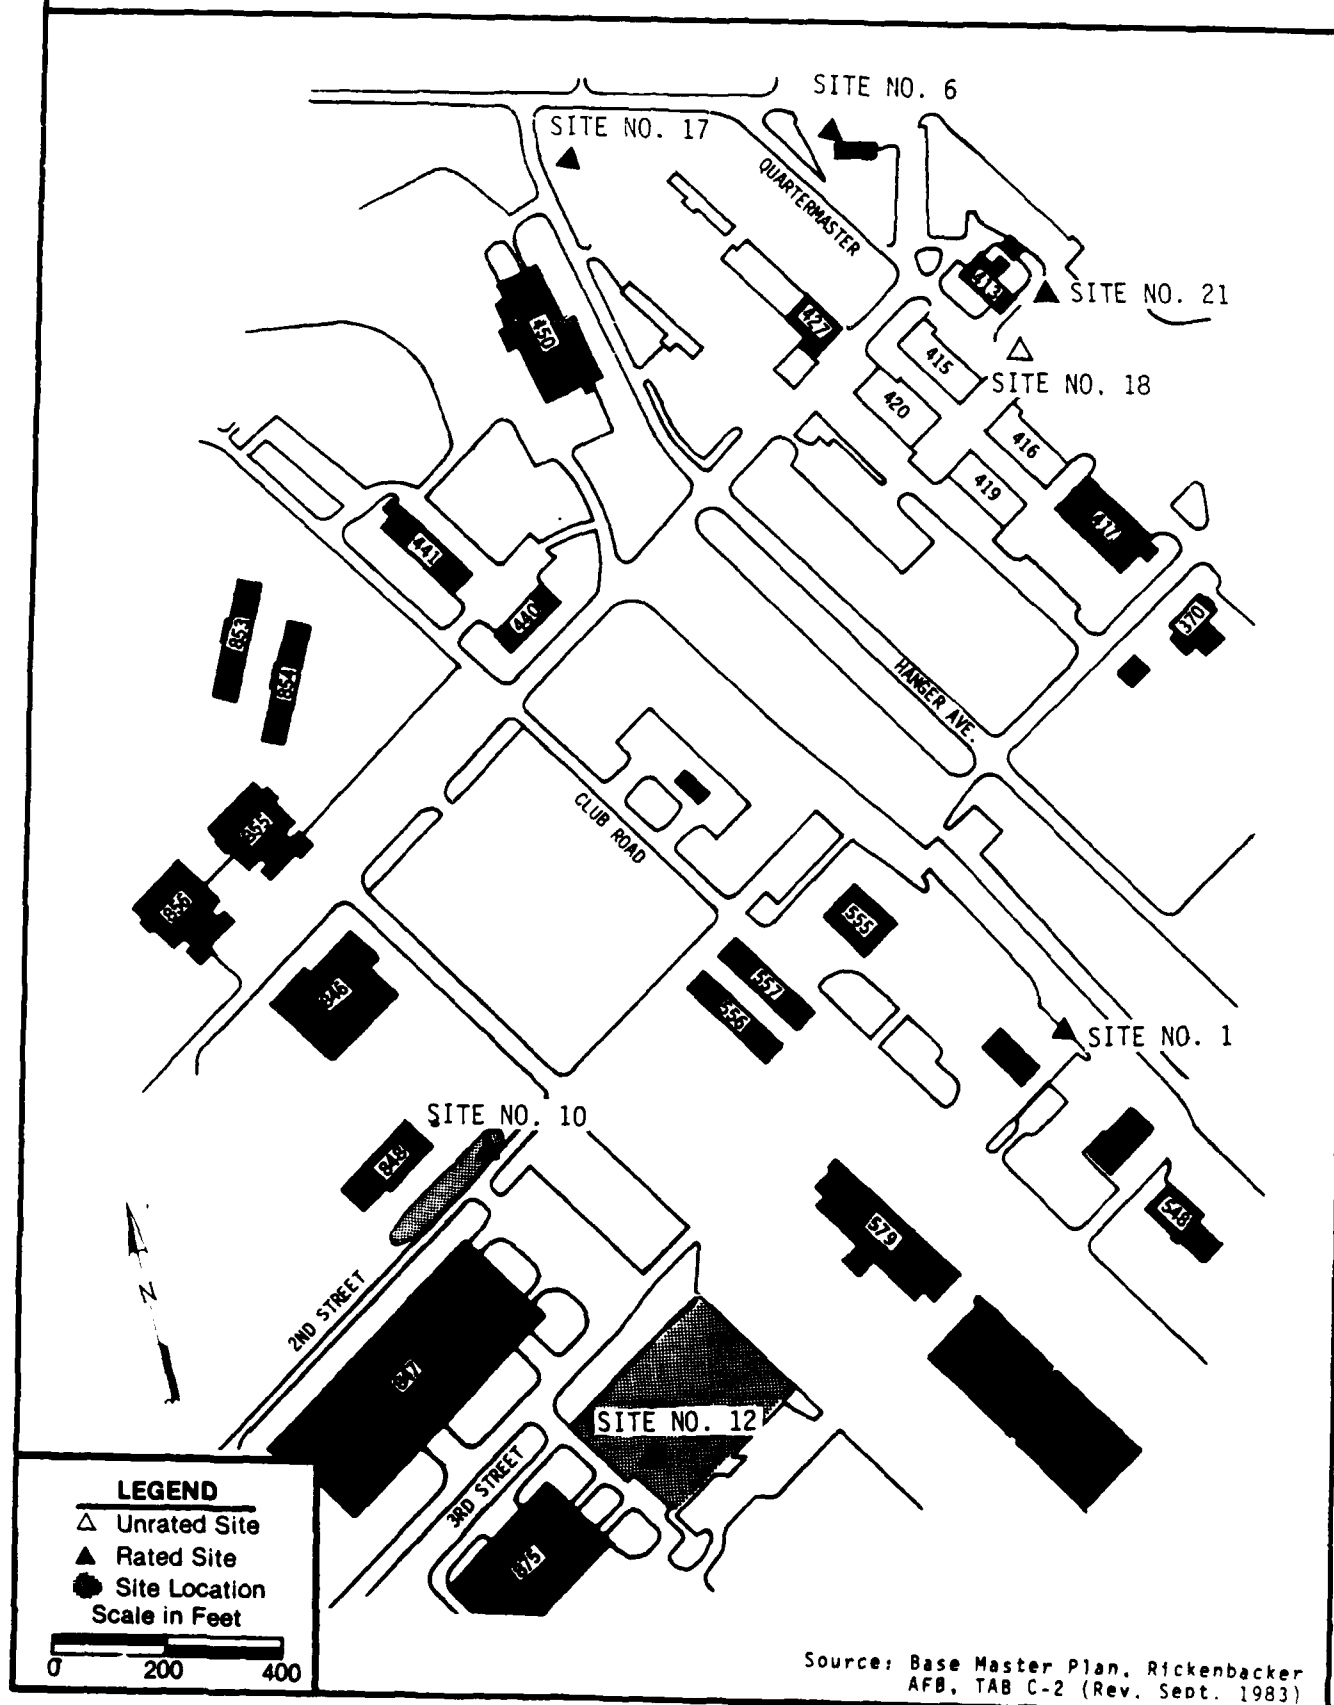 SITE NO. 6
SITE NO. 17
QUARTERMASTER
413
SITE NO. 21
427
450
415
SITE NO. 18
420
416
419
441
440
370
853
854
HANGER AVE.
CLUB ROAD
855
856
555
557
556
846
SITE NO. 1
SITE NO. 10
848
548
579
N
2ND STREET
847
SITE NO. 12
3RD STREET
875
LEGEND
Unrated Site
Rated Site
Site Location
Scale in Feet
0 200 400
Source: Base Master Plan, Rickenbacker
AFB, TAB C-2 (Rev. Sept. 1983)